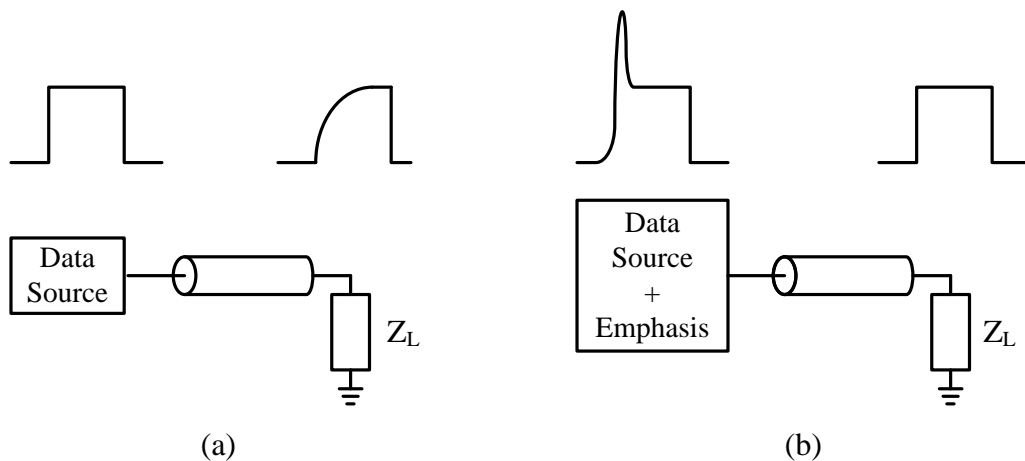 Data
Source
Z_L
Data
Source
+
Emphasis
Z_L
(a)
(b)